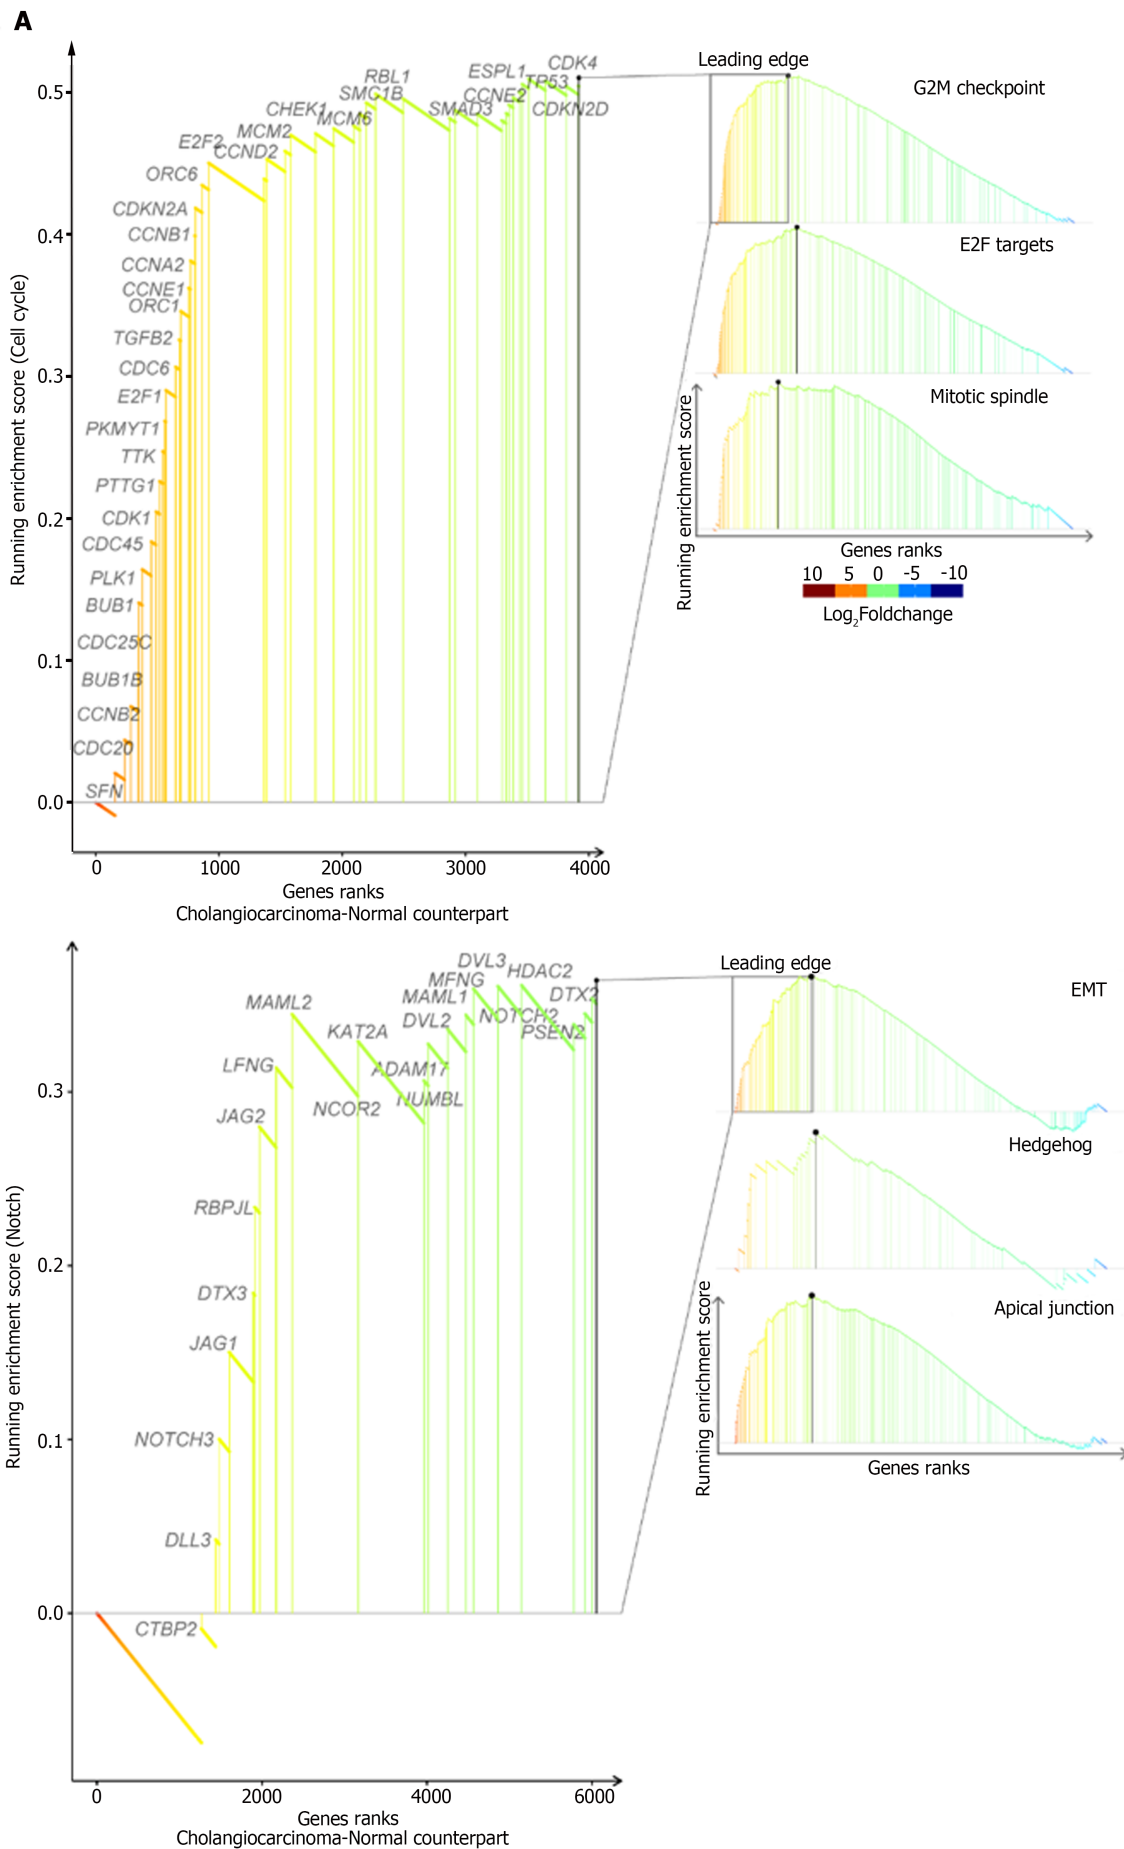 A
Leading edge
G2M checkpoint
CDK4
ESPL1
TP53
RBL1
CCNE2
SMC1B
CDKN2D
SMAD3
CHEK1
MCM6
MCM2
E2F2
CCND2
ORC6
CDKN2A
CCNB1
CCNA2
CCNE1
ORC1
TGFB2
CDC6
E2F1
PKMYT1
TTK
PTTG1
CDK1
CDC45
PLK1
BUB1
CDC25C
BUB1B
CCNB2
CDC20
SFN
0.5
0.4
0.3
0.2
0.1
0.0
Running enrichment score (Cell cycle)
0 1000 2000 3000 4000
Genes ranks
Cholangiocarcinoma-Normal counterpart
E2F targets
Mitotic spindle
Running enrichment score
Genes ranks
10 5 0 -5 -10
Log2Foldchange
Leading edge
EMT
DVL3
HDAC2
MFNG
DTX2
MAML1
MAML2
NOTCH2
DVL2
PSEN2
KAT2A
LFNG
ADAM17
NUMBL
NCOR2
JAG2
RBPJL
DTX3
JAG1
NOTCH3
DLL3
CTBP2
0.3
0.2
0.1
0.0
Running enrichment score (Notch)
0 2000 4000 6000
Genes ranks
Cholangiocarcinoma-Normal counterpart
Hedgehog
Apical junction
Running enrichment score
Genes ranks